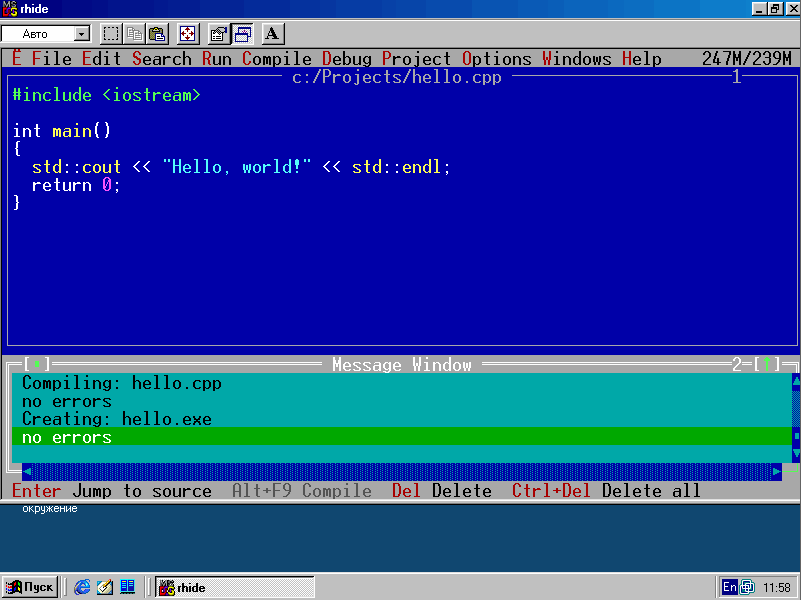 rhide
Авто
A
Ë File Edit Search Run Compile Debug Project Options Windows Help 247M/239M
c:/Projects/hello.cpp 1
#include <iostream>
int main()
{
std::cout << "Hello, world!" << std::endl;
return 0;
}
Message Window 2
Compiling: hello.cpp
no errors
Creating: hello.exe
no errors
Enter Jump to source Alt+F9 Compile Del Delete Ctrl+Del Delete all
окружение
Пуск rhide En 11:58